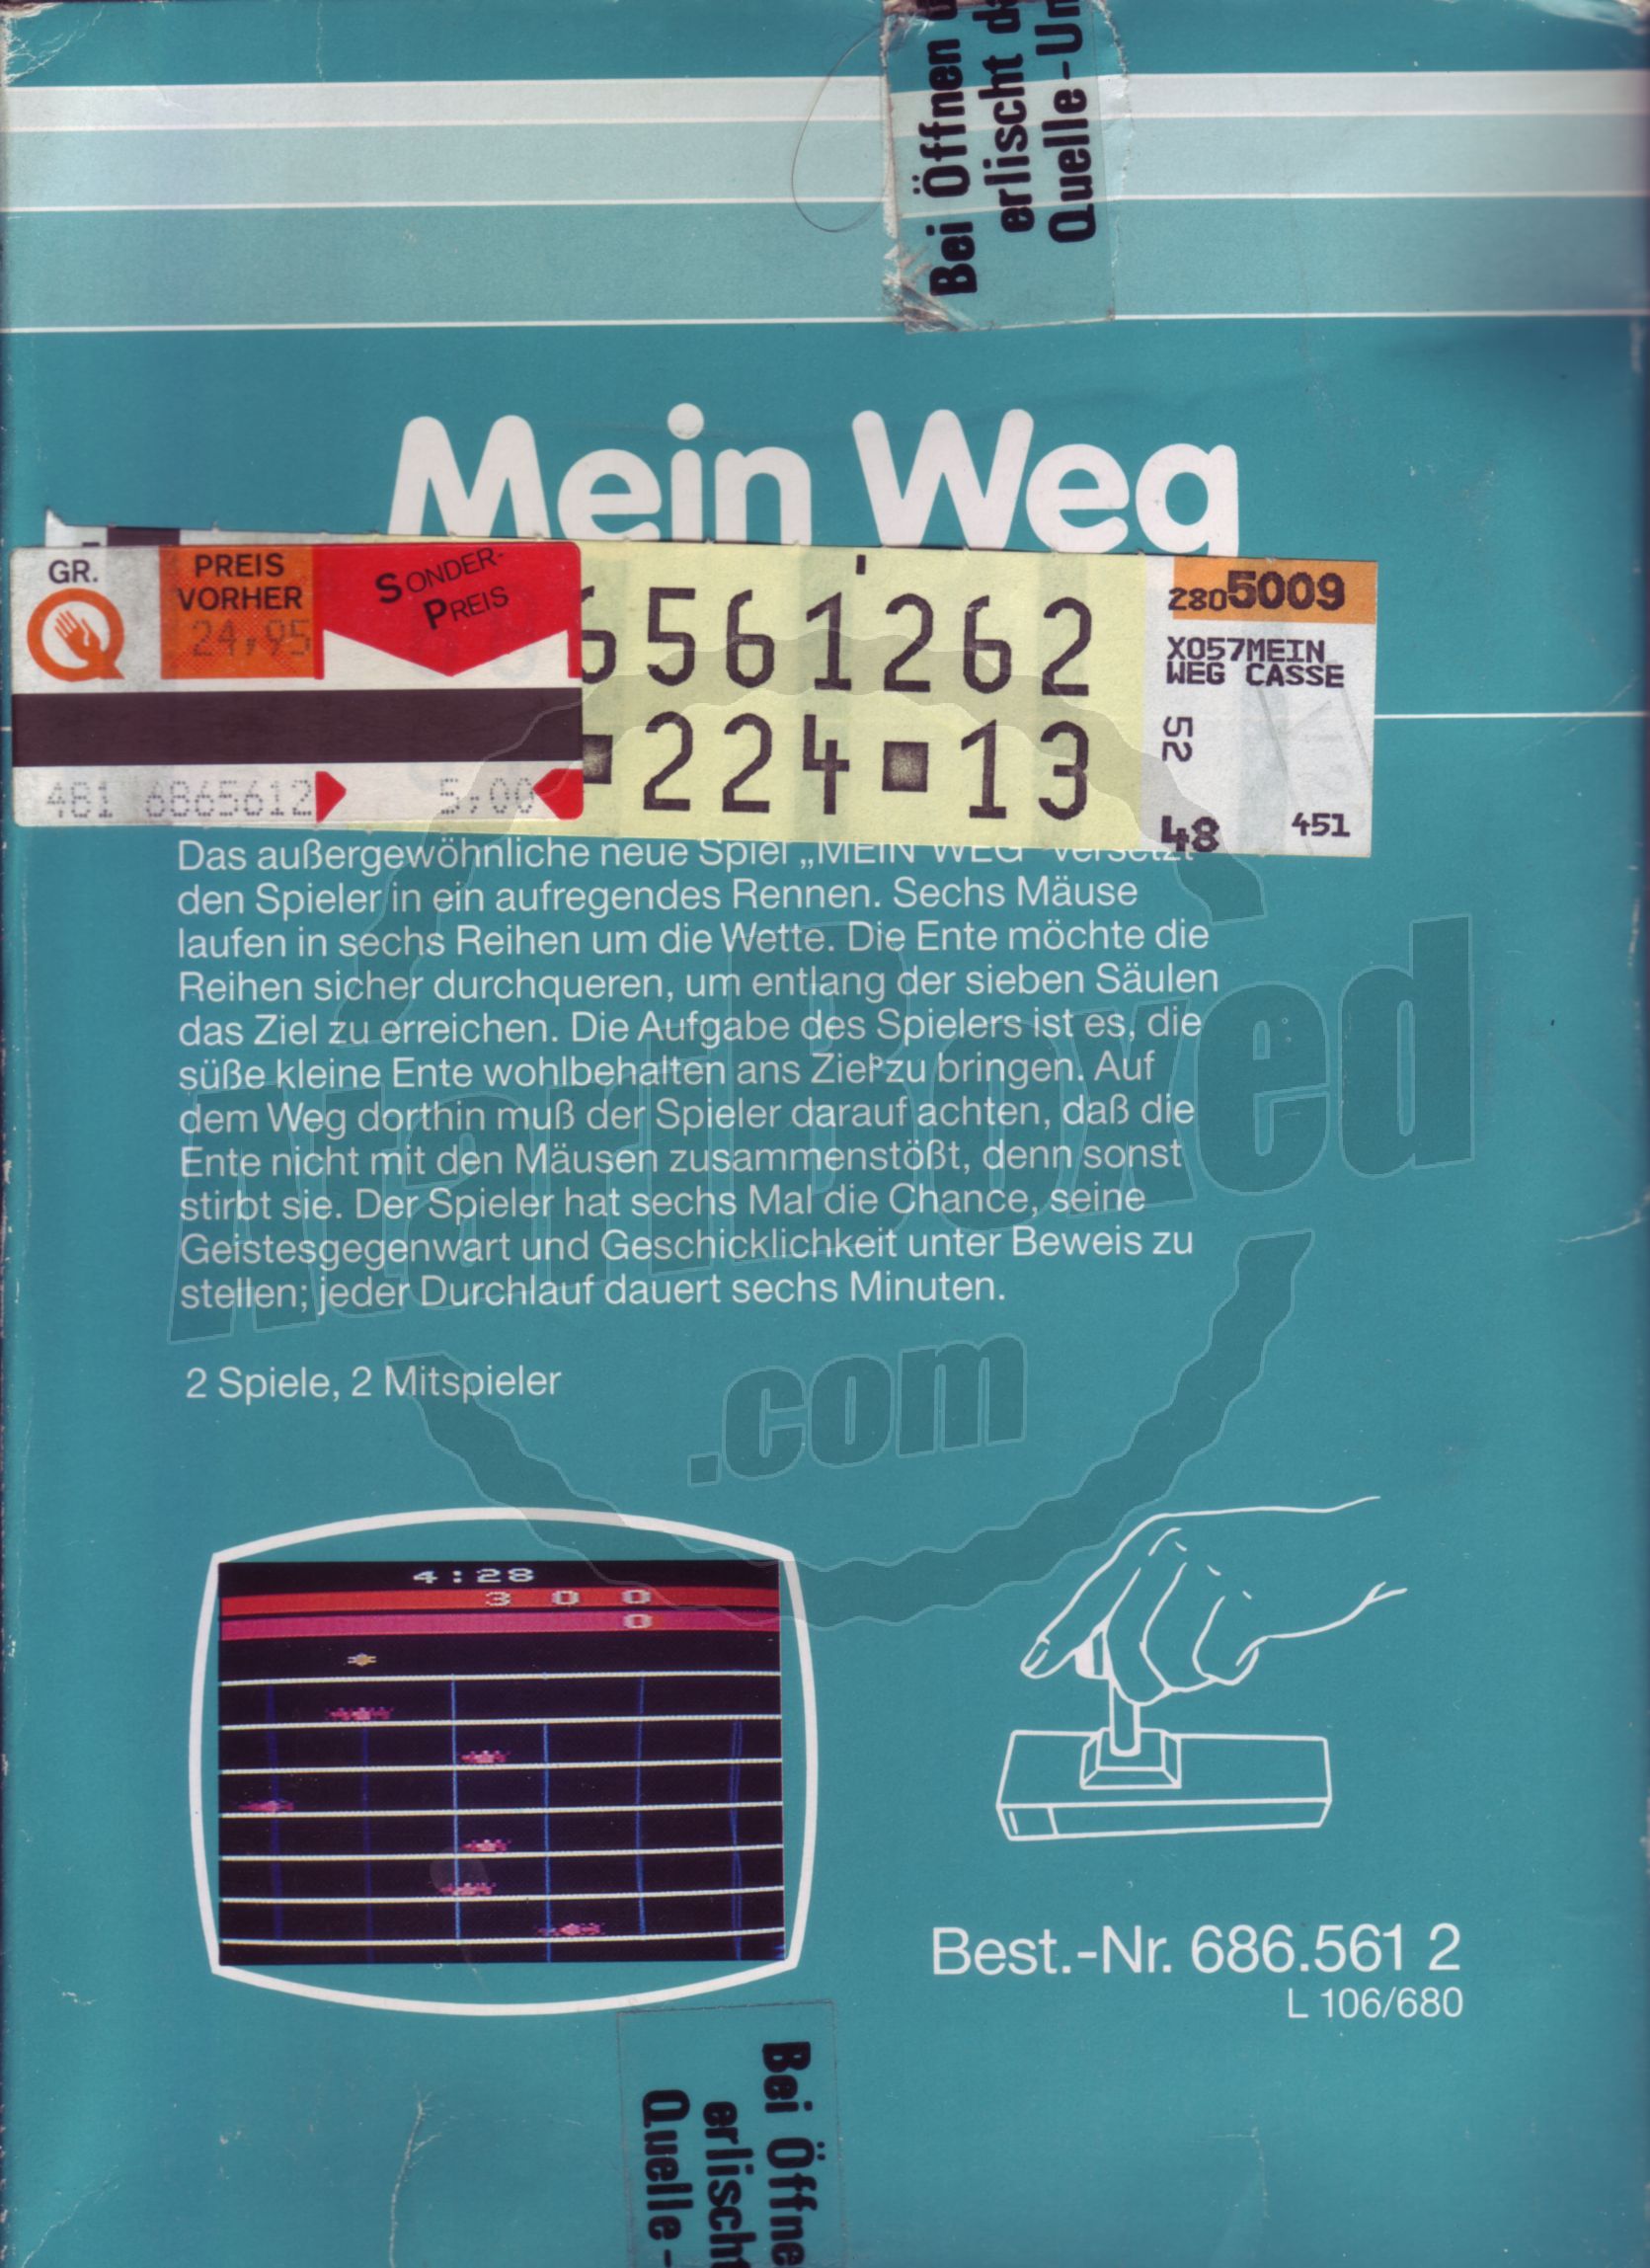 Bei Öffnen
erlischt
Quelle-Um
Mein Weg
GR.
PREIS
VORHER
24,95
SONDER-
PREIS
481 6865612
5,00
6561262
224 13
2805009
X057MEIN
WEG CASSE
52
48
451
Das außergewöhnliche neue Spiel „MEIN WEG“ versetzt
den Spieler in ein aufregendes Rennen. Sechs Mäuse
laufen in sechs Reihen um die Wette. Die Ente möchte die
Reihen sicher durchqueren, um entlang der sieben Säulen
das Ziel zu erreichen. Die Aufgabe des Spielers ist es, die
süße kleine Ente wohlbehalten ans Ziel zu bringen. Auf
dem Weg dorthin muß der Spieler darauf achten, daß die
Ente nicht mit den Mäusen zusammenstößt, denn sonst
stirbt sie. Der Spieler hat sechs Mal die Chance, seine
Geistesgegenwart und Geschicklichkeit unter Beweis zu
stellen; jeder Durchlauf dauert sechs Minuten.
AtariBoxed
.com
2 Spiele, 2 Mitspieler
4:28
3 0 0
0
Best.-Nr. 686.561 2
L 106/680
Bei Öffne
erlischt
Quelle-